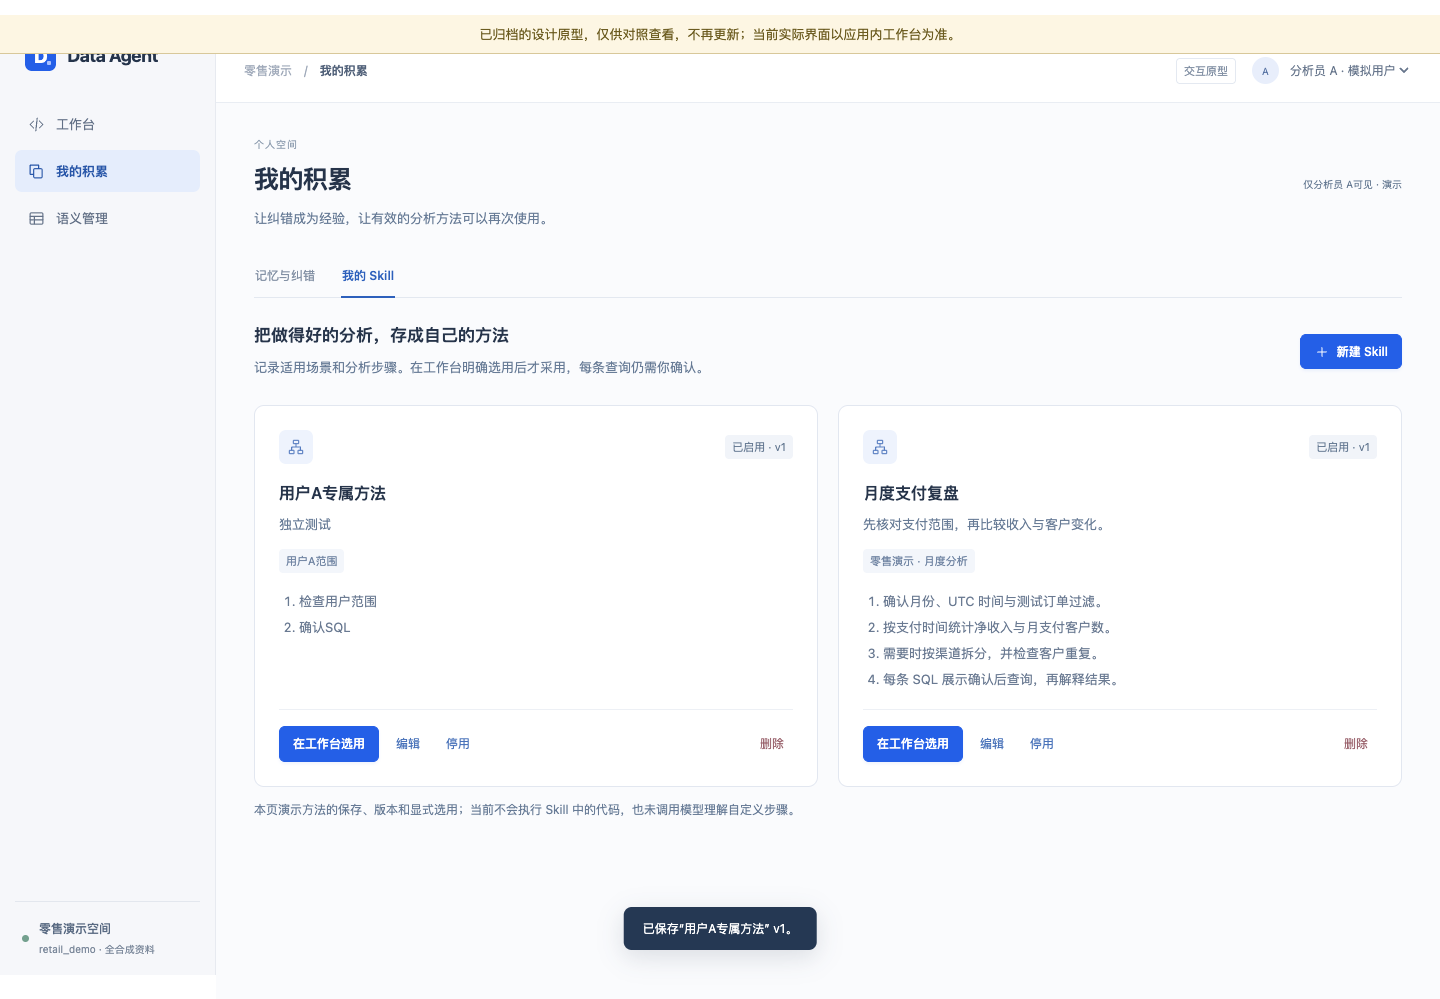 已归档的设计原型，仅供对照查看，不再更新；当前实际界面以应用内工作台为准。
D. Data Agent
零售演示 / 我的积累
交互原型
A 分析员 A · 模拟用户
工作台
我的积累
语义管理
个人空间
我的积累
仅分析员 A可见 · 演示
让纠错成为经验，让有效的分析方法可以再次使用。
记忆与纠错 我的 Skill
把做得好的分析，存成自己的方法
记录适用场景和分析步骤。在工作台明确选用后才采用，每条查询仍需你确认。
新建 Skill
已启用 · v1
用户A专属方法
独立测试
用户A范围
1. 检查用户范围
2. 确认SQL
在工作台选用 编辑 停用 删除
已启用 · v1
月度支付复盘
先核对支付范围，再比较收入与客户变化。
零售演示 · 月度分析
1. 确认月份、UTC 时间与测试订单过滤。
2. 按支付时间统计净收入与月支付客户数。
3. 需要时按渠道拆分，并检查客户重复。
4. 每条 SQL 展示确认后查询，再解释结果。
在工作台选用 编辑 停用 删除
本页演示方法的保存、版本和显式选用；当前不会执行 Skill 中的代码，也未调用模型理解自定义步骤。
零售演示空间
retail_demo · 全合成资料
已保存“用户A专属方法” v1。